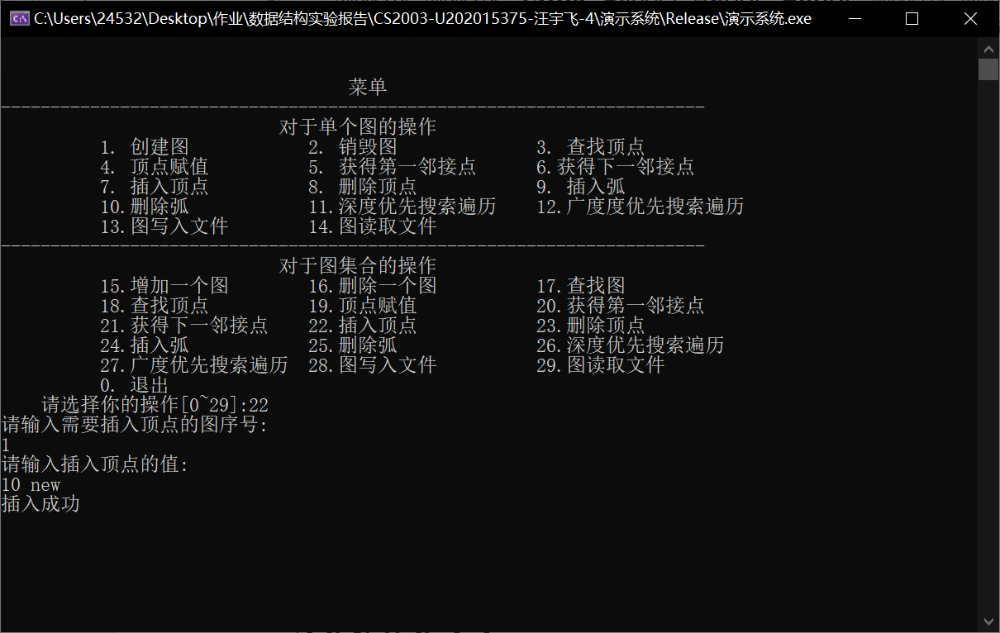 C:\Users\24532\Desktop\作业\数据结构实验报告\CS2003-U202015375-汪宇飞-4\演示系统\Release\演示系统.exe
菜单
-----------------------------------------------------------------------
对于单个图的操作
1. 创建图 2. 销毁图 3. 查找顶点
4. 顶点赋值 5. 获得第一邻接点 6.获得下一邻接点
7. 插入顶点 8. 删除顶点 9. 插入弧
10.删除弧 11.深度优先搜索遍历 12.广度度优先搜索遍历
13.图写入文件 14.图读取文件
-----------------------------------------------------------------------
对于图集合的操作
15.增加一个图 16.删除一个图 17.查找图
18.查找顶点 19.顶点赋值 20.获得第一邻接点
21.获得下一邻接点 22.插入顶点 23.删除顶点
24.插入弧 25.删除弧 26.深度优先搜索遍历
27.广度优先搜索遍历 28.图写入文件 29.图读取文件
0. 退出
请选择你的操作[0~29]:22
请输入需要插入顶点的图序号:
1
请输入插入顶点的值:
10 new
插入成功